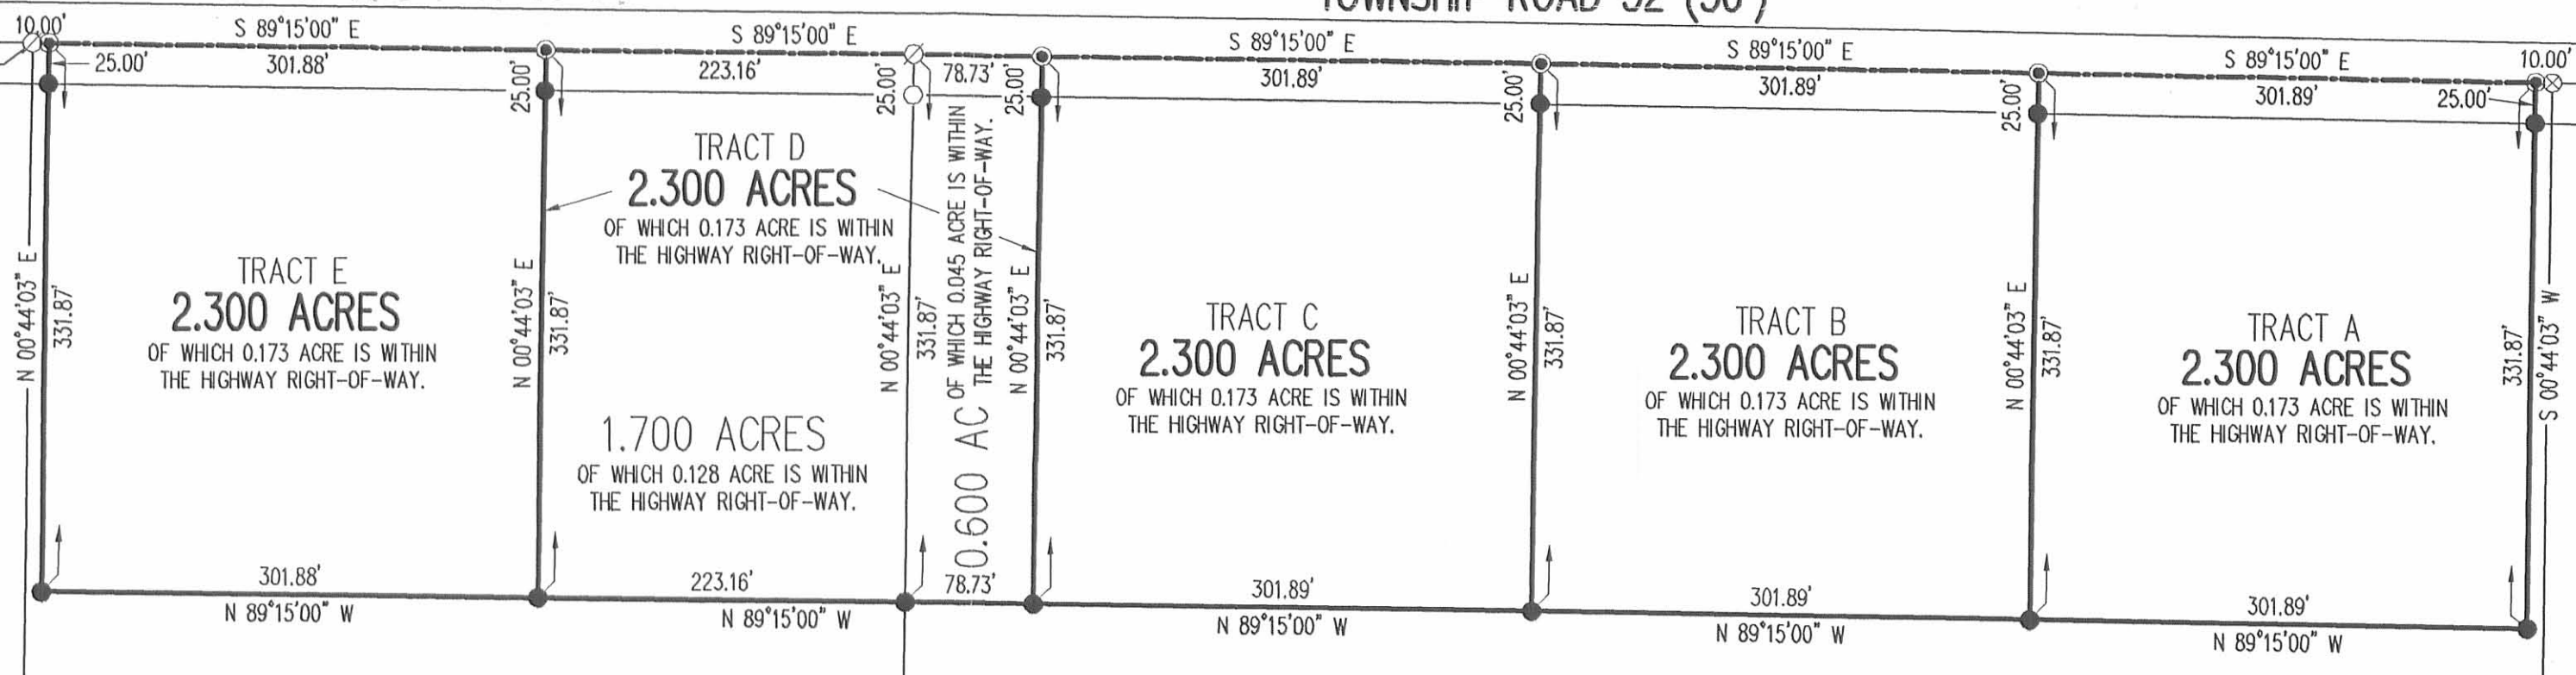 TOWNSHIP ROAD 52 (50')
10.00'
S 89°15'00" E
S 89°15'00" E
S 89°15'00" E
S 89°15'00" E
S 89°15'00" E
10.00'
25.00'
301.88'
25.00'
223.16'
25.00'
78.73'
25.00'
301.89'
25.00'
301.89'
25.00'
301.89'
25.00'
TRACT D
2.300 ACRES
OF WHICH 0.173 ACRE IS WITHIN
THE HIGHWAY RIGHT-OF-WAY.
1.700 ACRES
OF WHICH 0.128 ACRE IS WITHIN
THE HIGHWAY RIGHT-OF-WAY.
0.600 AC
OF WHICH 0.045 ACRE IS WITHIN
THE HIGHWAY RIGHT-OF-WAY.
N 00°44'03" E
331.87'
TRACT E
2.300 ACRES
OF WHICH 0.173 ACRE IS WITHIN
THE HIGHWAY RIGHT-OF-WAY.
N 00°44'03" E
331.87'
N 00°44'03" E
331.87'
N 00°44'03" E
331.87'
TRACT C
2.300 ACRES
OF WHICH 0.173 ACRE IS WITHIN
THE HIGHWAY RIGHT-OF-WAY.
N 00°44'03" E
331.87'
TRACT B
2.300 ACRES
OF WHICH 0.173 ACRE IS WITHIN
THE HIGHWAY RIGHT-OF-WAY.
N 00°44'03" E
331.87'
TRACT A
2.300 ACRES
OF WHICH 0.173 ACRE IS WITHIN
THE HIGHWAY RIGHT-OF-WAY.
331.87'
S 00°44'03" W
301.88'
N 89°15'00" W
223.16'
N 89°15'00" W
78.73'
301.89'
N 89°15'00" W
301.89'
N 89°15'00" W
301.89'
N 89°15'00" W